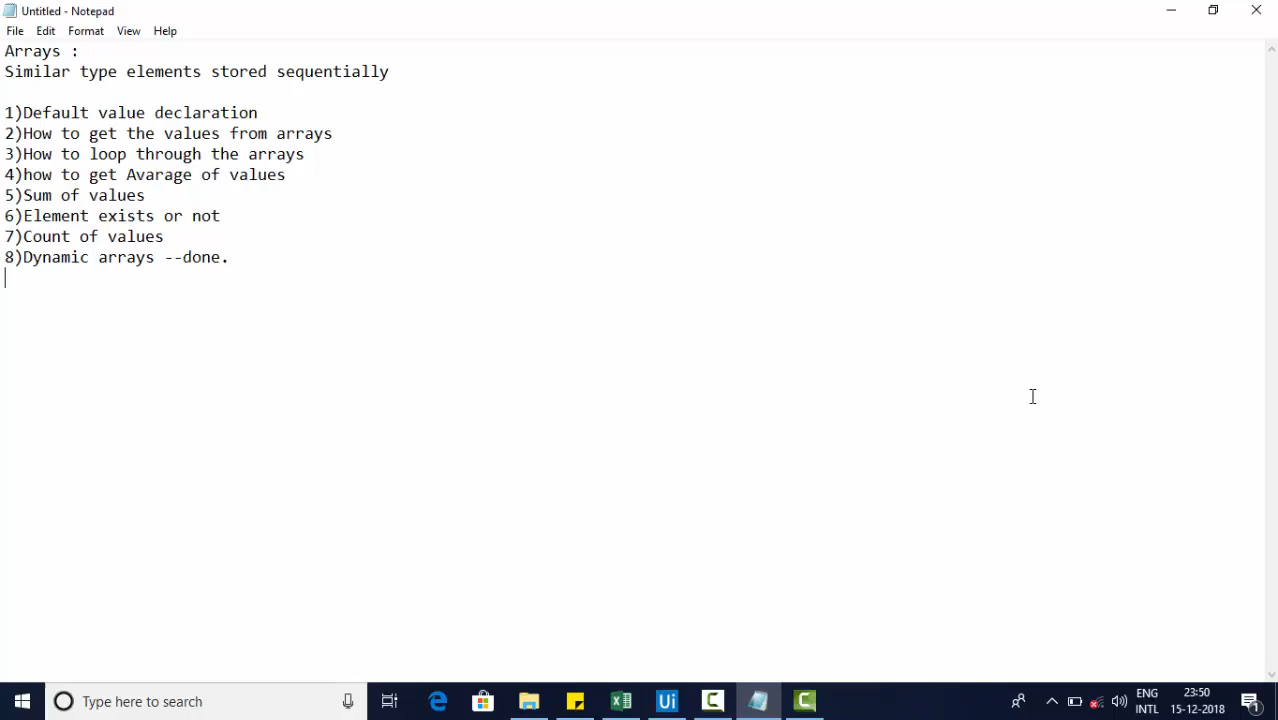 Untitled - Notepad
File Edit Format View Help
Arrays :
Similar type elements stored sequentially
1)Default value declaration
2)How to get the values from arrays
3)How to loop through the arrays
4)how to get Avarage of values
5)Sum of values
6)Element exists or not
7)Count of values
8)Dynamic arrays --done.
Type here to search
Ui
ENG
INTL
23:50
15-12-2018
1